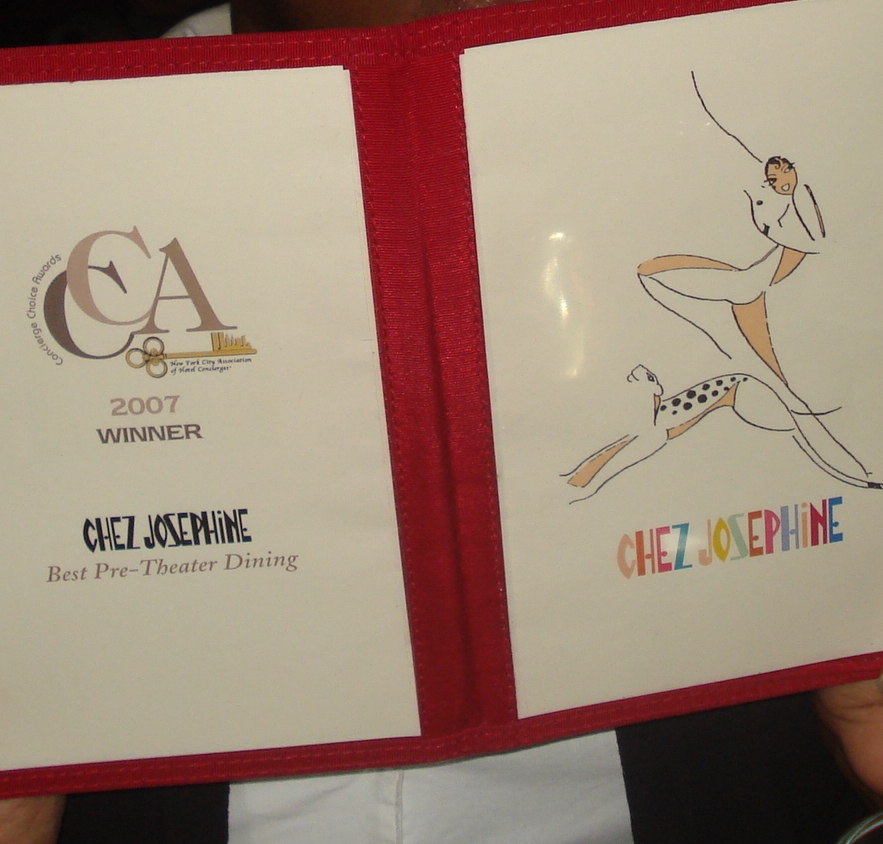 CCA
Concierge Choice Awards
New York City Association
of Hotel Concierges
2007
WINNER
CHEZ JOSEPHiNE
Best Pre-Theater Dining
CHEZ JOSEPHiNE